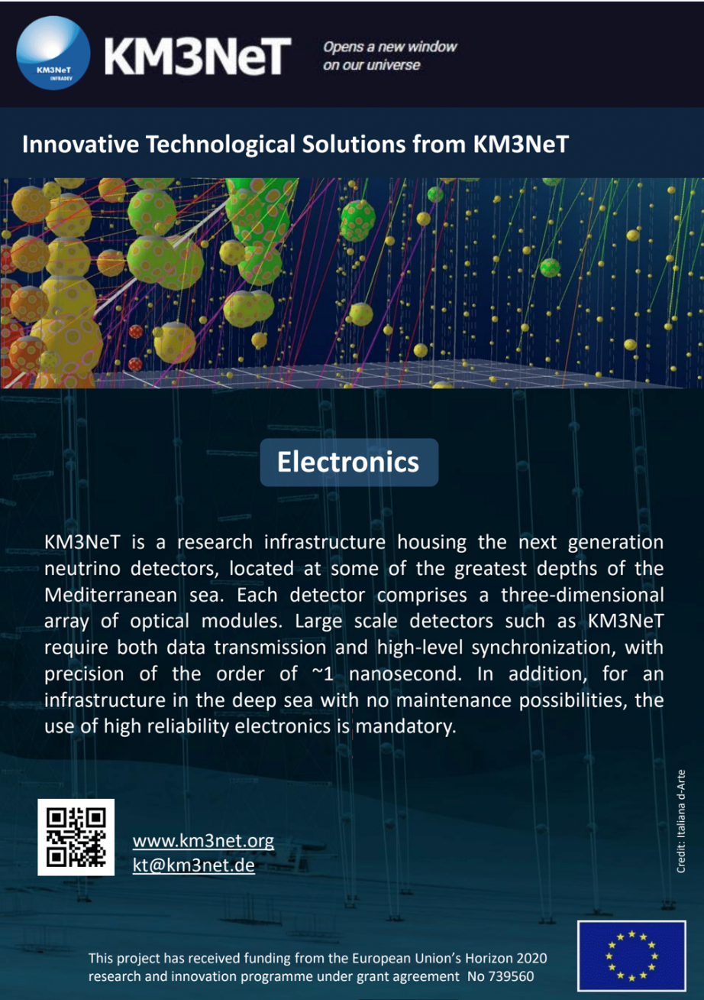 KM3NeT
INFRADEV
KM3NeT
Opens a new window
on our universe
Innovative Technological Solutions from KM3NeT
Electronics
KM3NeT is a research infrastructure housing the next generation
neutrino detectors, located at some of the greatest depths of the
Mediterranean sea. Each detector comprises a three-dimensional
array of optical modules. Large scale detectors such as KM3NeT
require both data transmission and high-level synchronization, with
precision of the order of ~1 nanosecond. In addition, for an
infrastructure in the deep sea with no maintenance possibilities, the
use of high reliability electronics is mandatory.
www.km3net.org
kt@km3net.de
Credit: Italiana d-Arte
This project has received funding from the European Union’s Horizon 2020
research and innovation programme under grant agreement No 739560